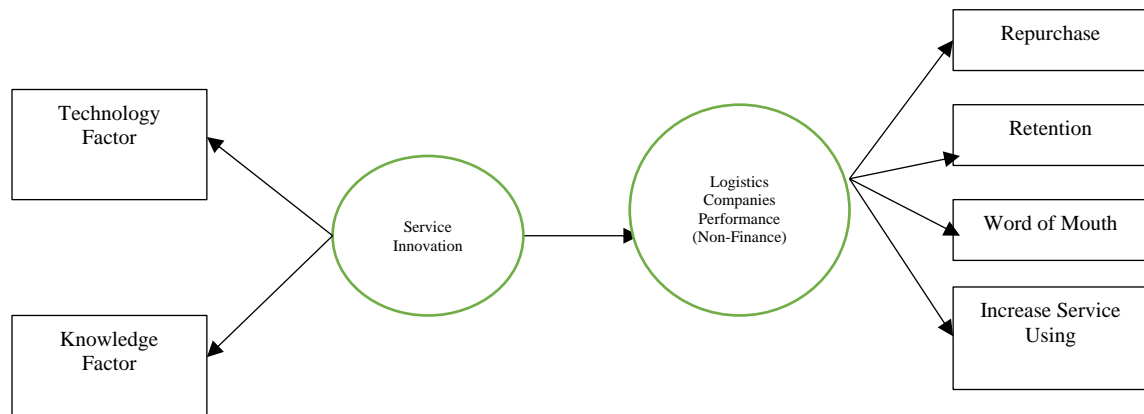 Technology
Factor
Knowledge
Factor
Service
Innovation
Logistics
Companies
Performance
(Non-Finance)
Repurchase
Retention
Word of Mouth
Increase Service
Using